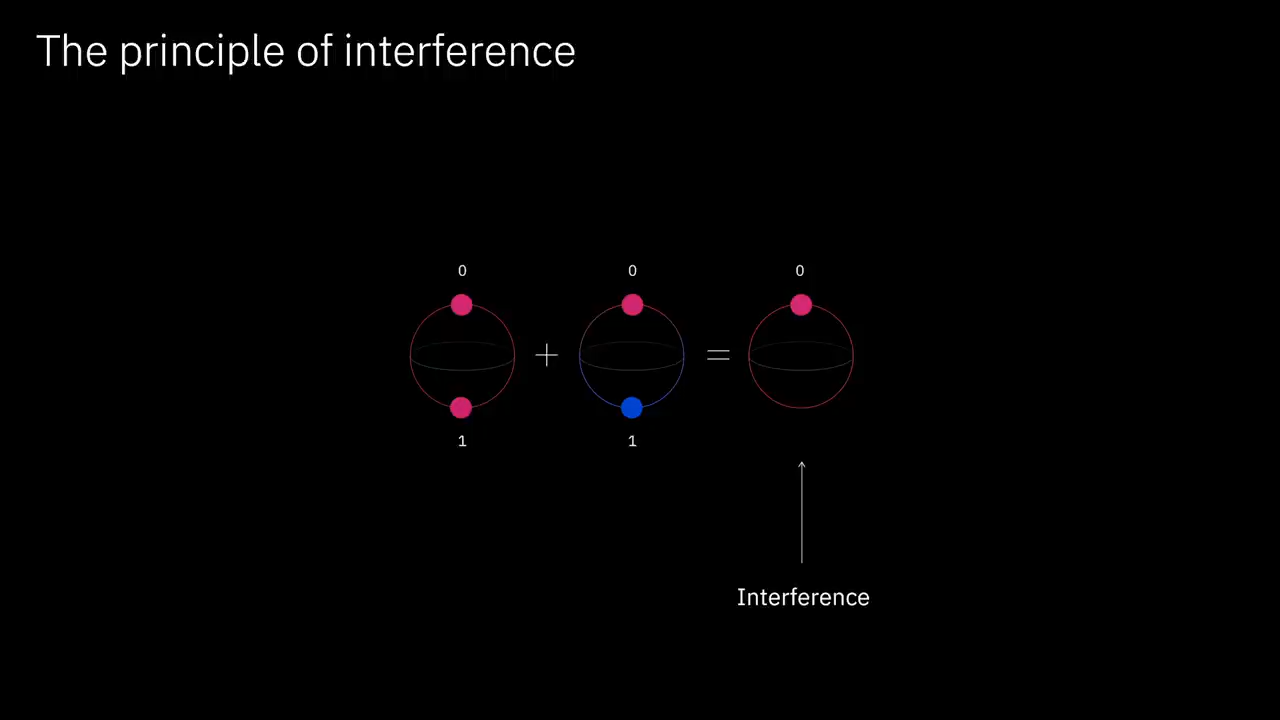 The principle of interference
0 0 0
+ =
1 1
Interference